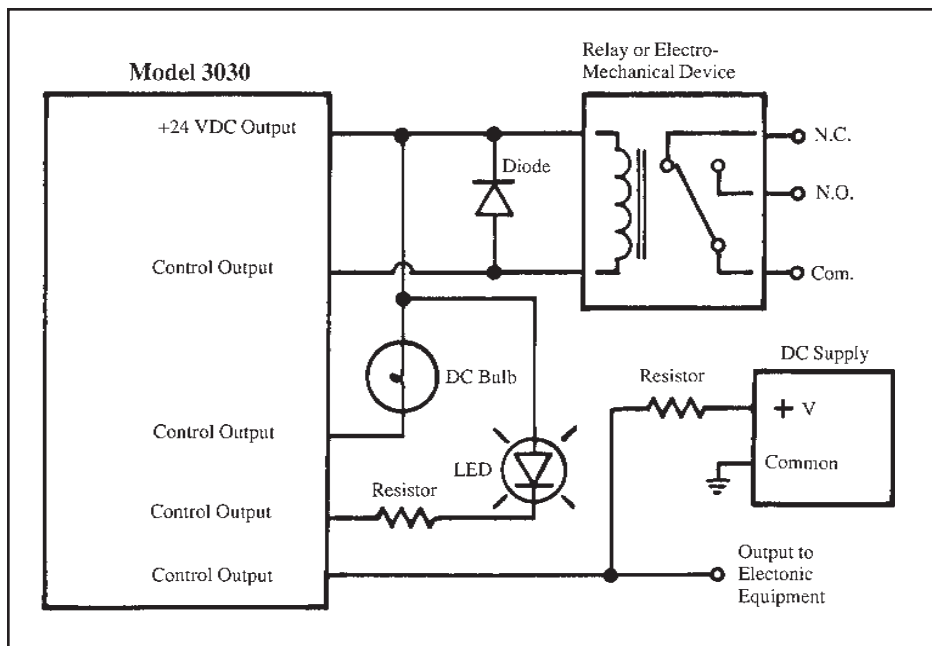 Model 3030
Relay or Electro-
Mechanical Device
+24 VDC Output
Diode
N.C.
N.O.
Control Output
Com.
DC Bulb
DC Supply
Resistor
+ V
Control Output
LED
Common
Resistor
Control Output
Control Output
Output to
Electonic
Equipment